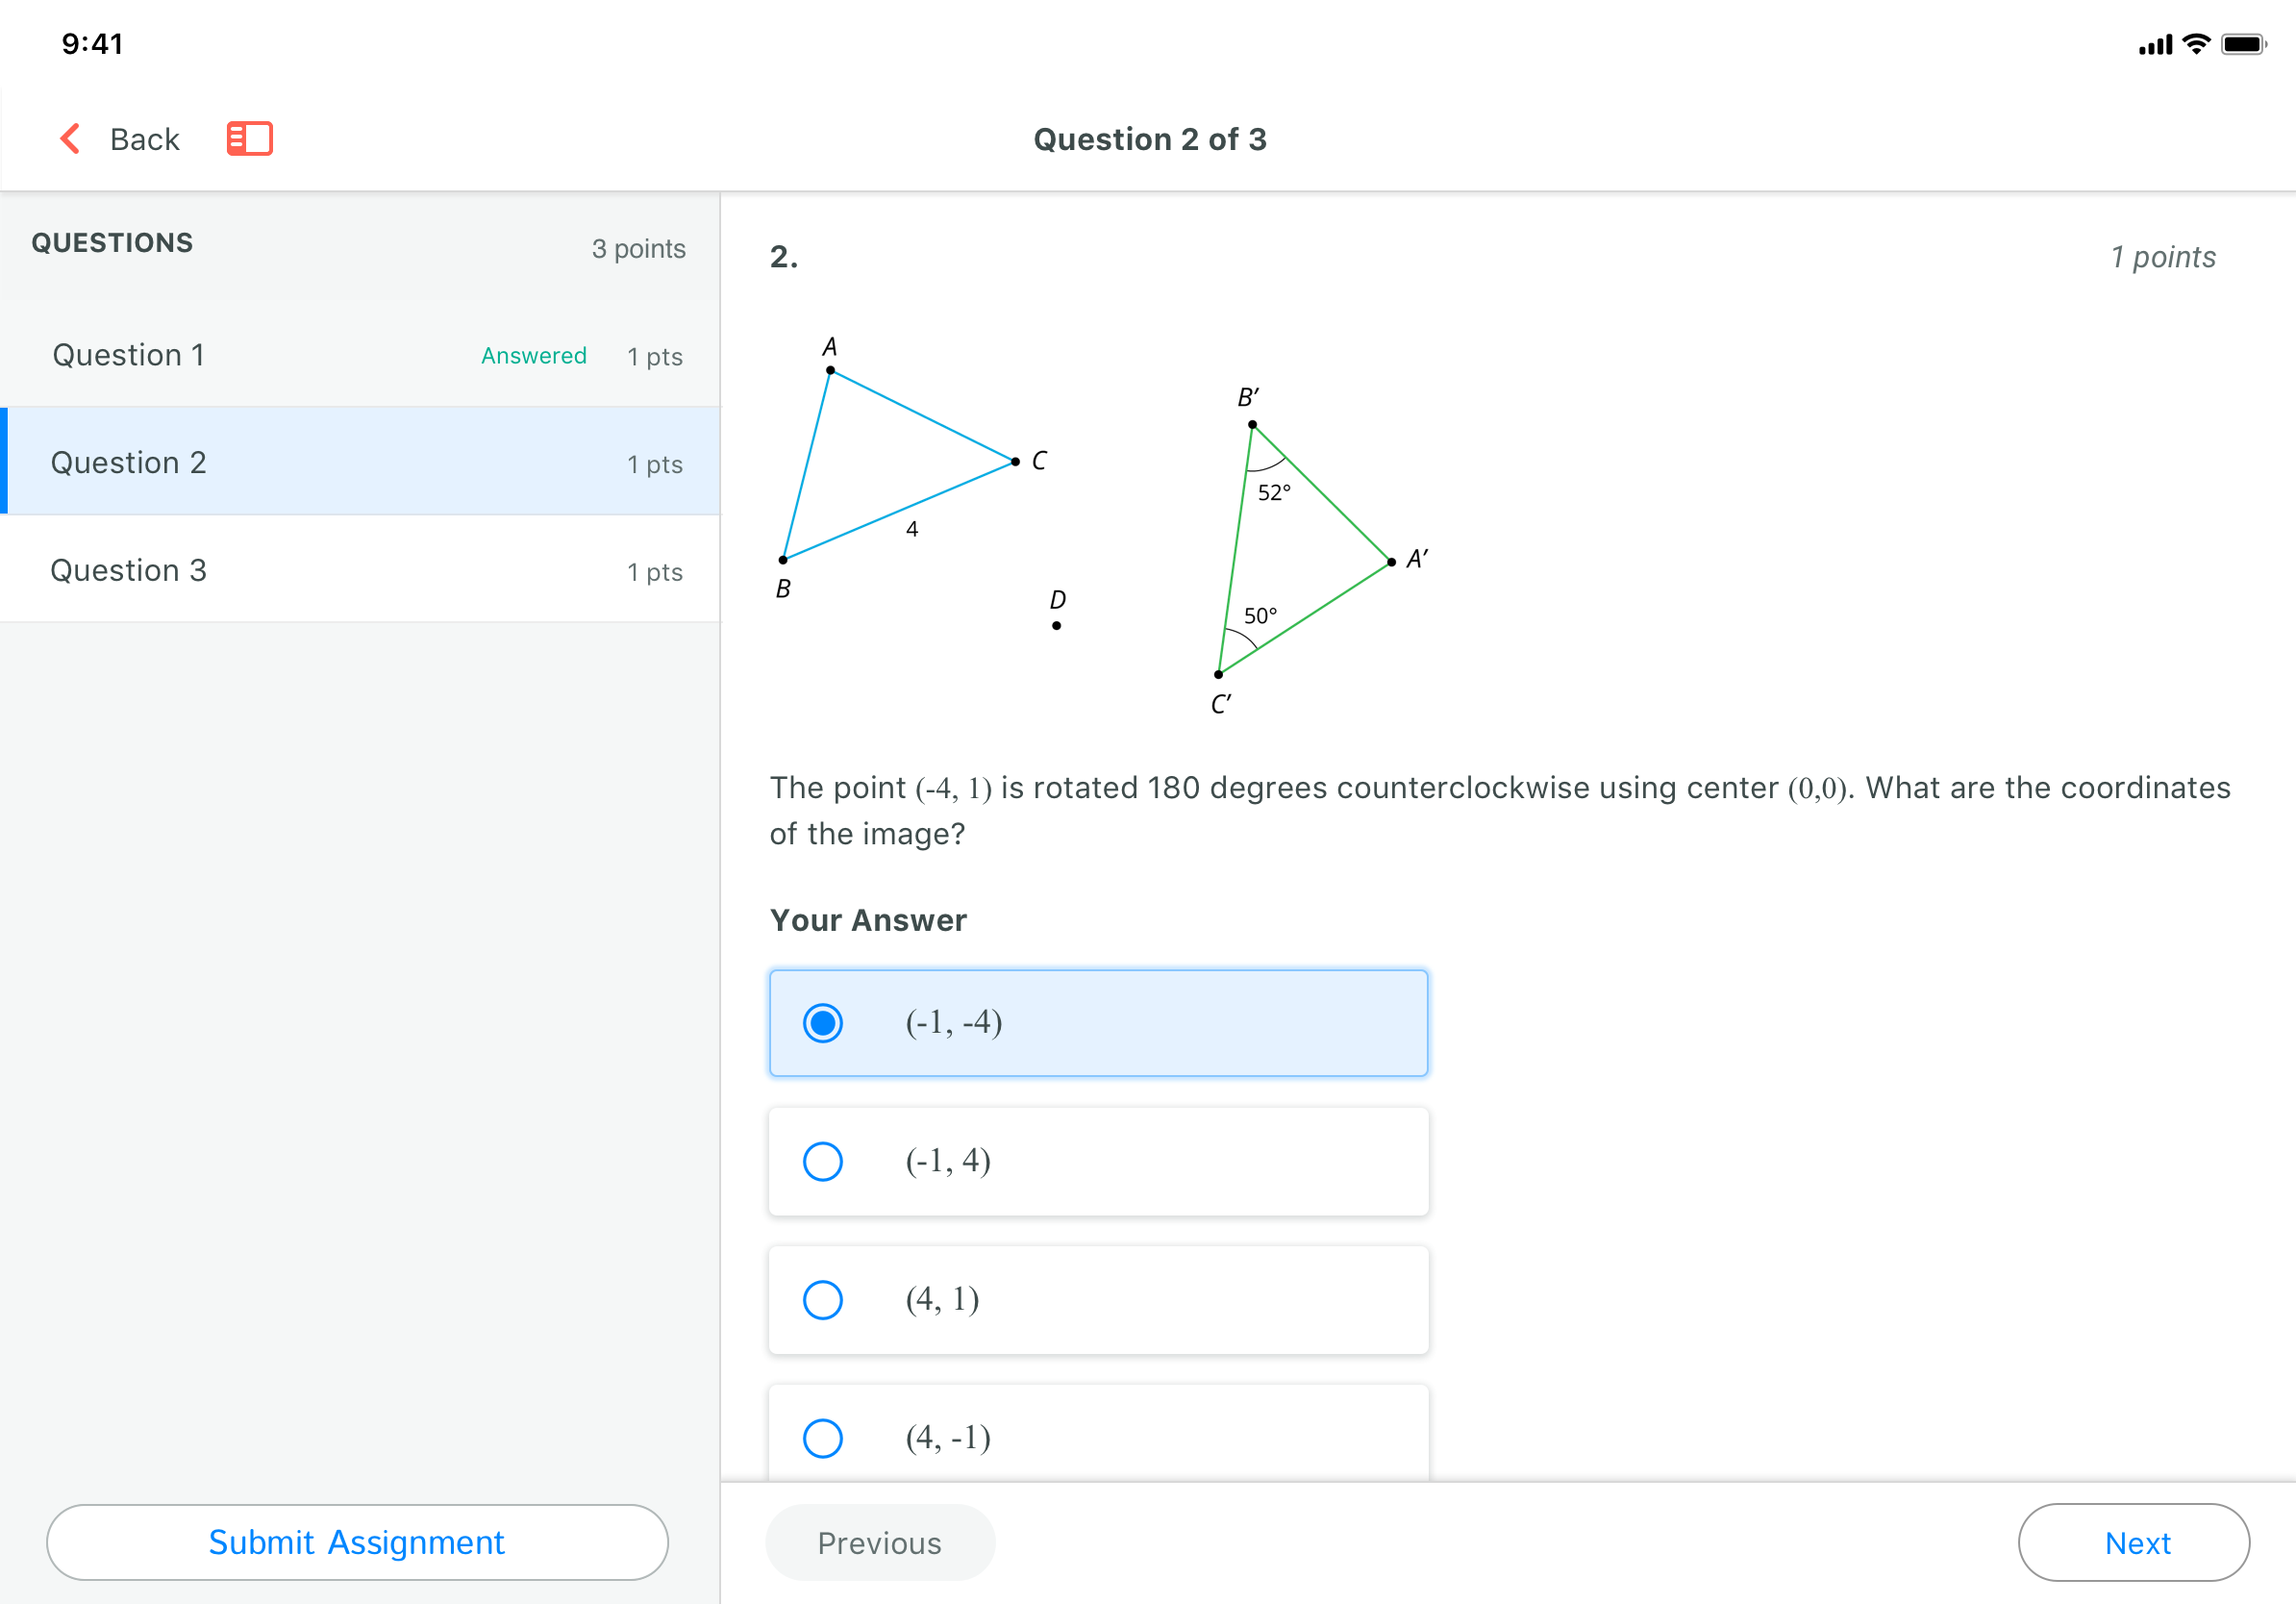 9:41
Back
Question 2 of 3
QUESTIONS 3 points
Question 1 Answered 1 pts
Question 2 1 pts
Question 3 1 pts
Submit Assignment
2. 1 points
A
B′
C
52°
4
A′
B
D
50°
C′
The point (-4, 1) is rotated 180 degrees counterclockwise using center (0,0). What are the coordinates
of the image?
Your Answer
(-1, -4)
(-1, 4)
(4, 1)
(4, -1)
Previous
Next